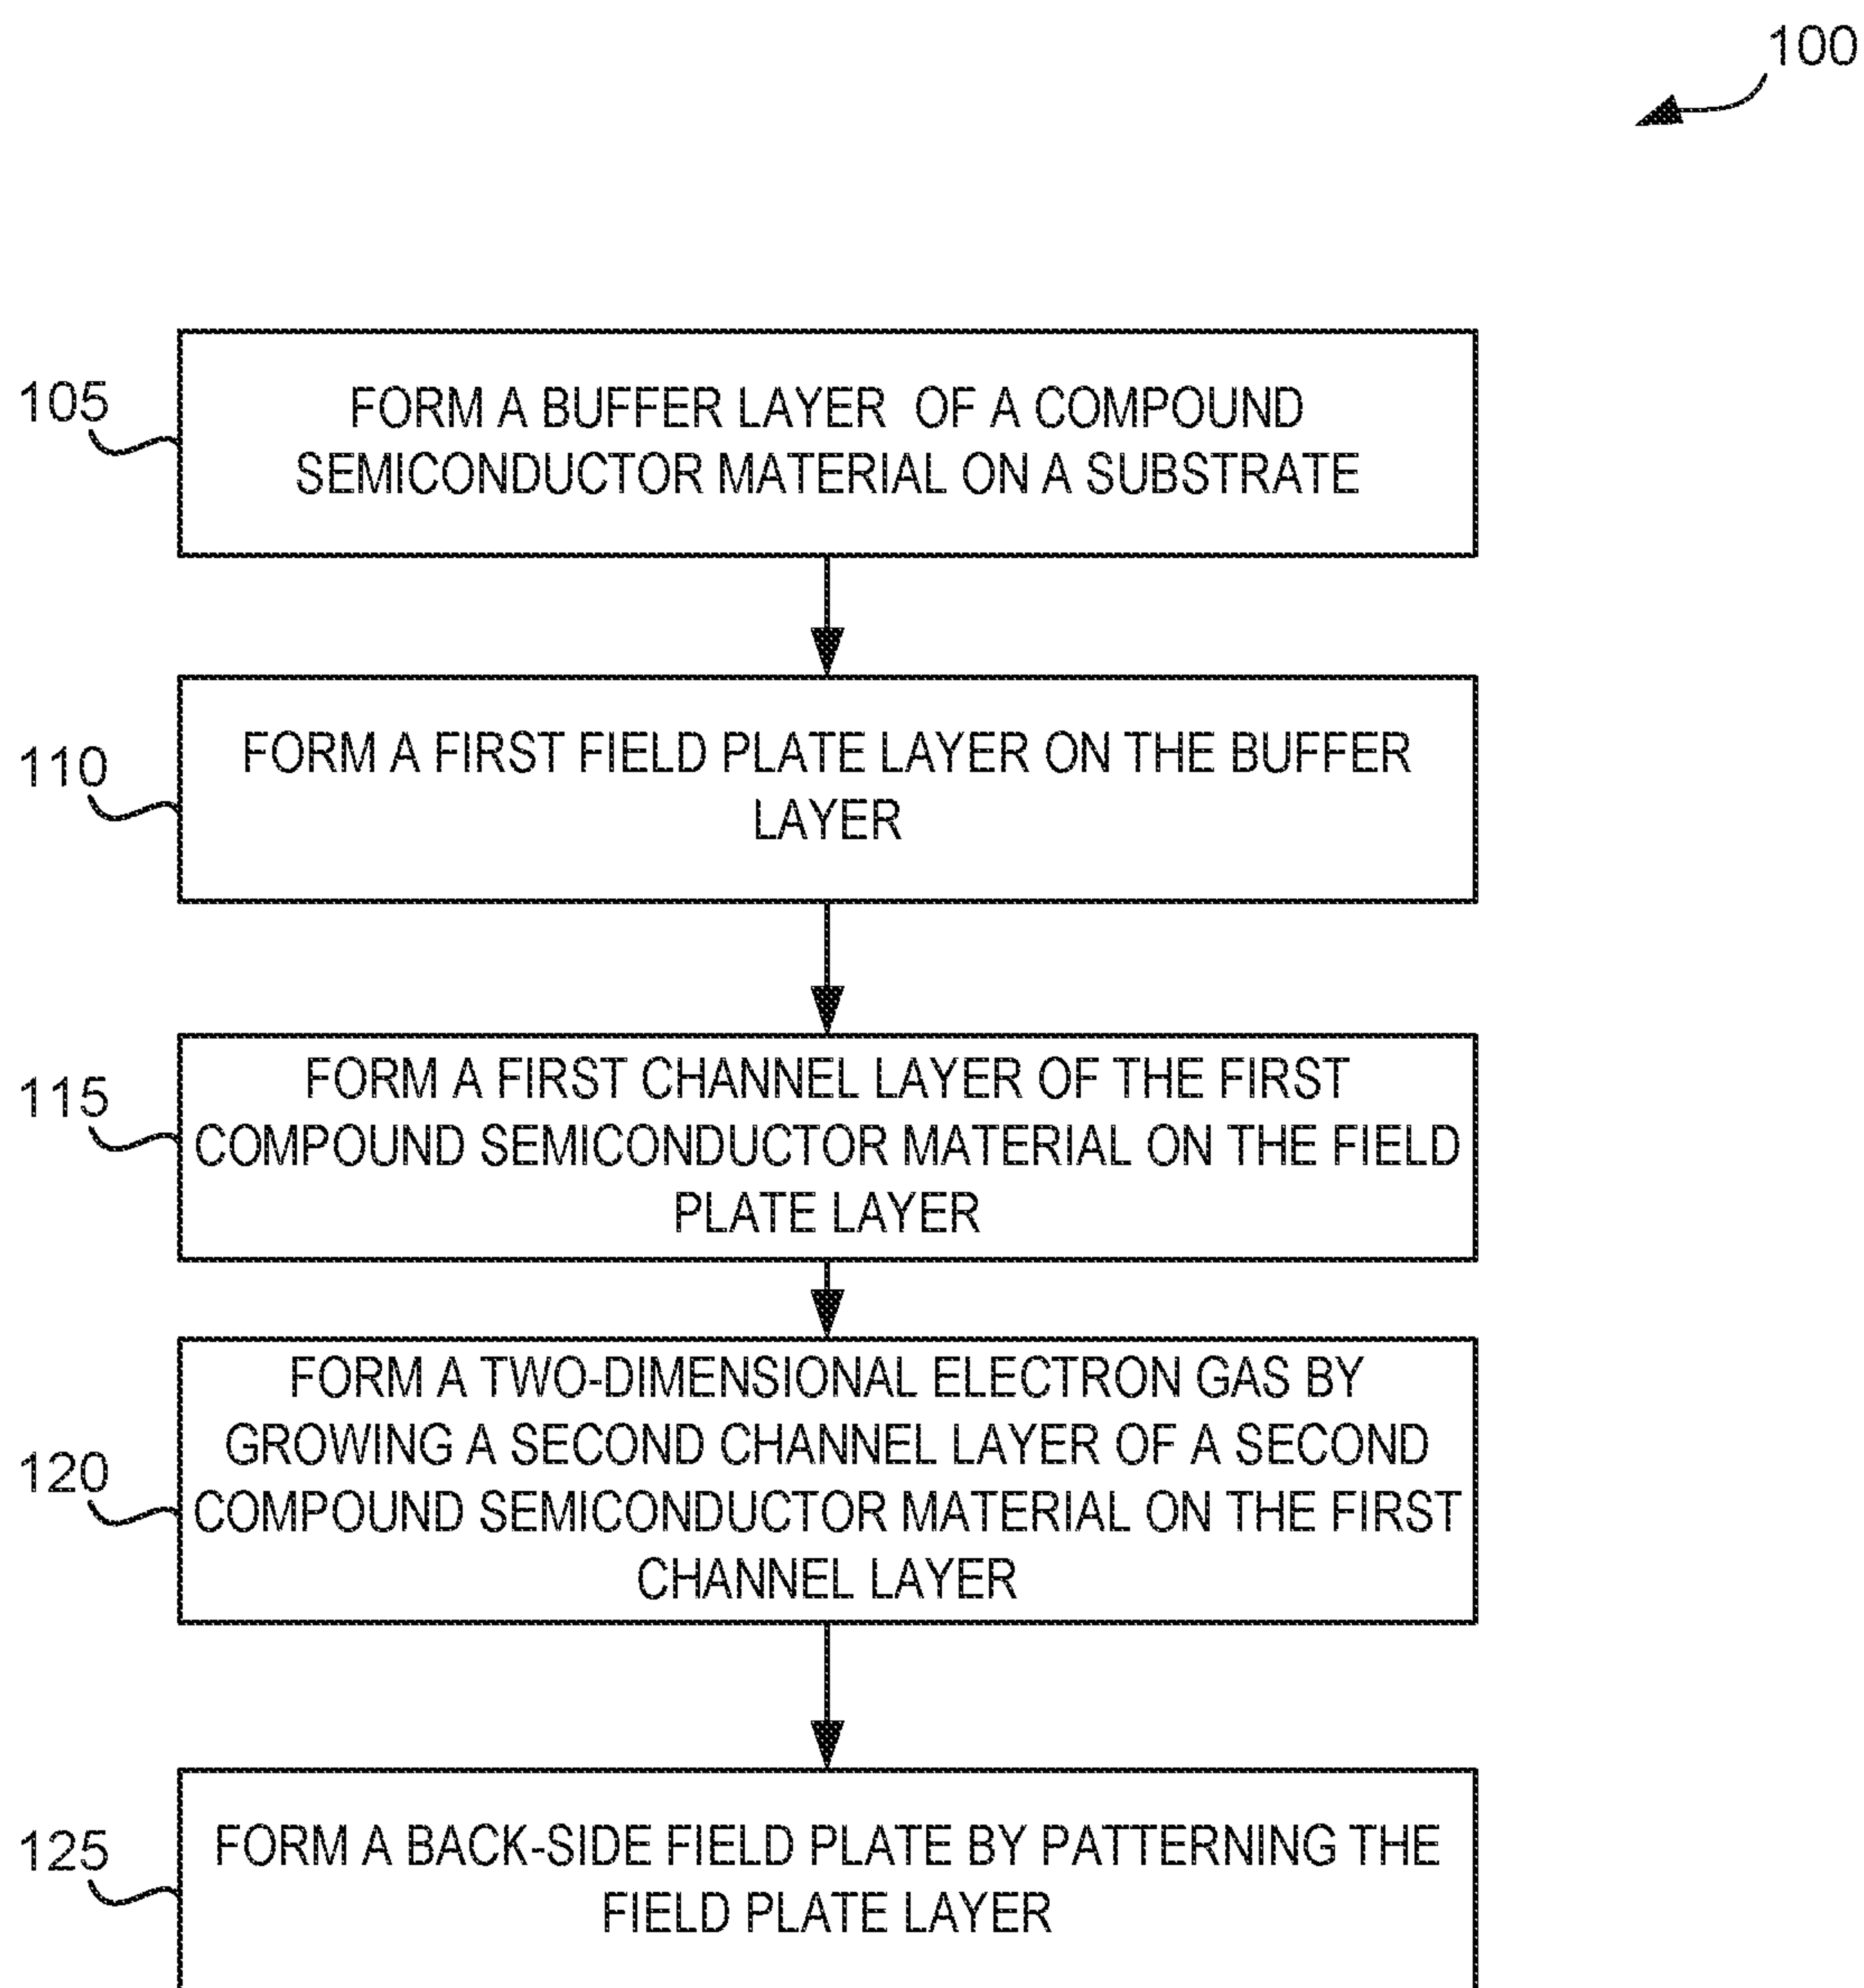 100
105
FORM A BUFFER LAYER OF A COMPOUND
SEMICONDUCTOR MATERIAL ON A SUBSTRATE
110
FORM A FIRST FIELD PLATE LAYER ON THE BUFFER
LAYER
115
FORM A FIRST CHANNEL LAYER OF THE FIRST
COMPOUND SEMICONDUCTOR MATERIAL ON THE FIELD
PLATE LAYER
120
FORM A TWO-DIMENSIONAL ELECTRON GAS BY
GROWING A SECOND CHANNEL LAYER OF A SECOND
COMPOUND SEMICONDUCTOR MATERIAL ON THE FIRST
CHANNEL LAYER
125
FORM A BACK-SIDE FIELD PLATE BY PATTERNING THE
FIELD PLATE LAYER